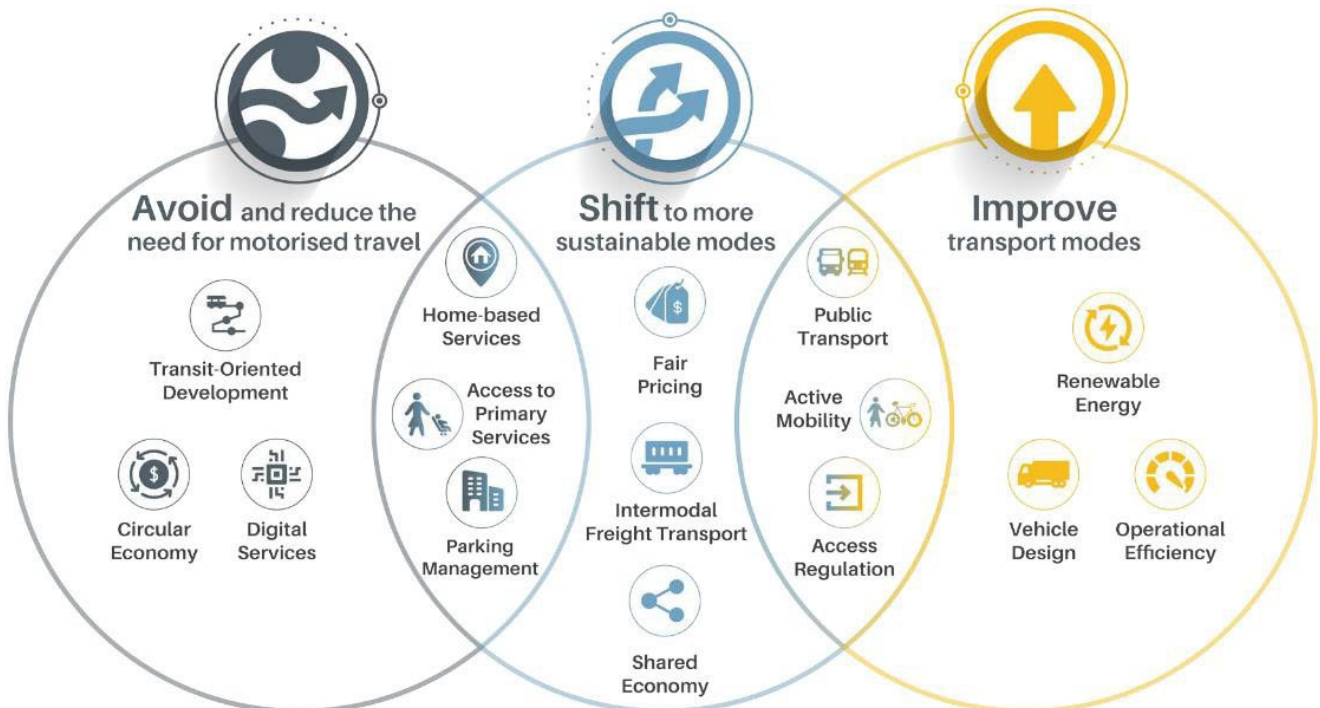 Avoid and reduce the
need for motorised travel
Transit-Oriented
Development
Circular
Economy
Digital
Services
Home-based
Services
Access to
Primary
Services
Parking
Management
Shift to more
sustainable modes
$
Fair
Pricing
Intermodal
Freight Transport
Shared
Economy
Public
Transport
Active
Mobility
Access
Regulation
Improve
transport modes
Renewable
Energy
Vehicle
Design
Operational
Efficiency